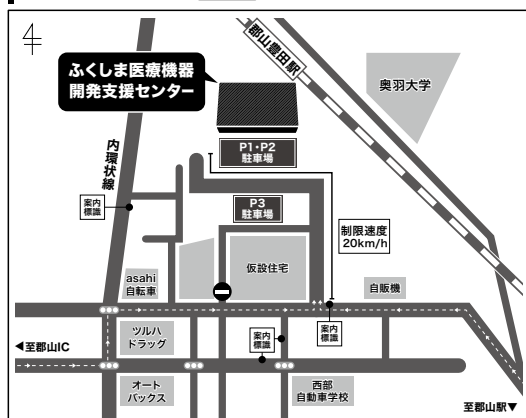 ふくしま医療機器
開発支援センター
郡山豊田駅
奥羽大学
内環状線
P1・P2
駐車場
案内
標識
P3
駐車場
制限速度
20km/h
仮設住宅
asahi
自転車
自販機
ツルハ
ドラッグ
案内
標識
案内
標識
◀至郡山IC
オート
バックス
西部
自動車学校
至郡山駅▼